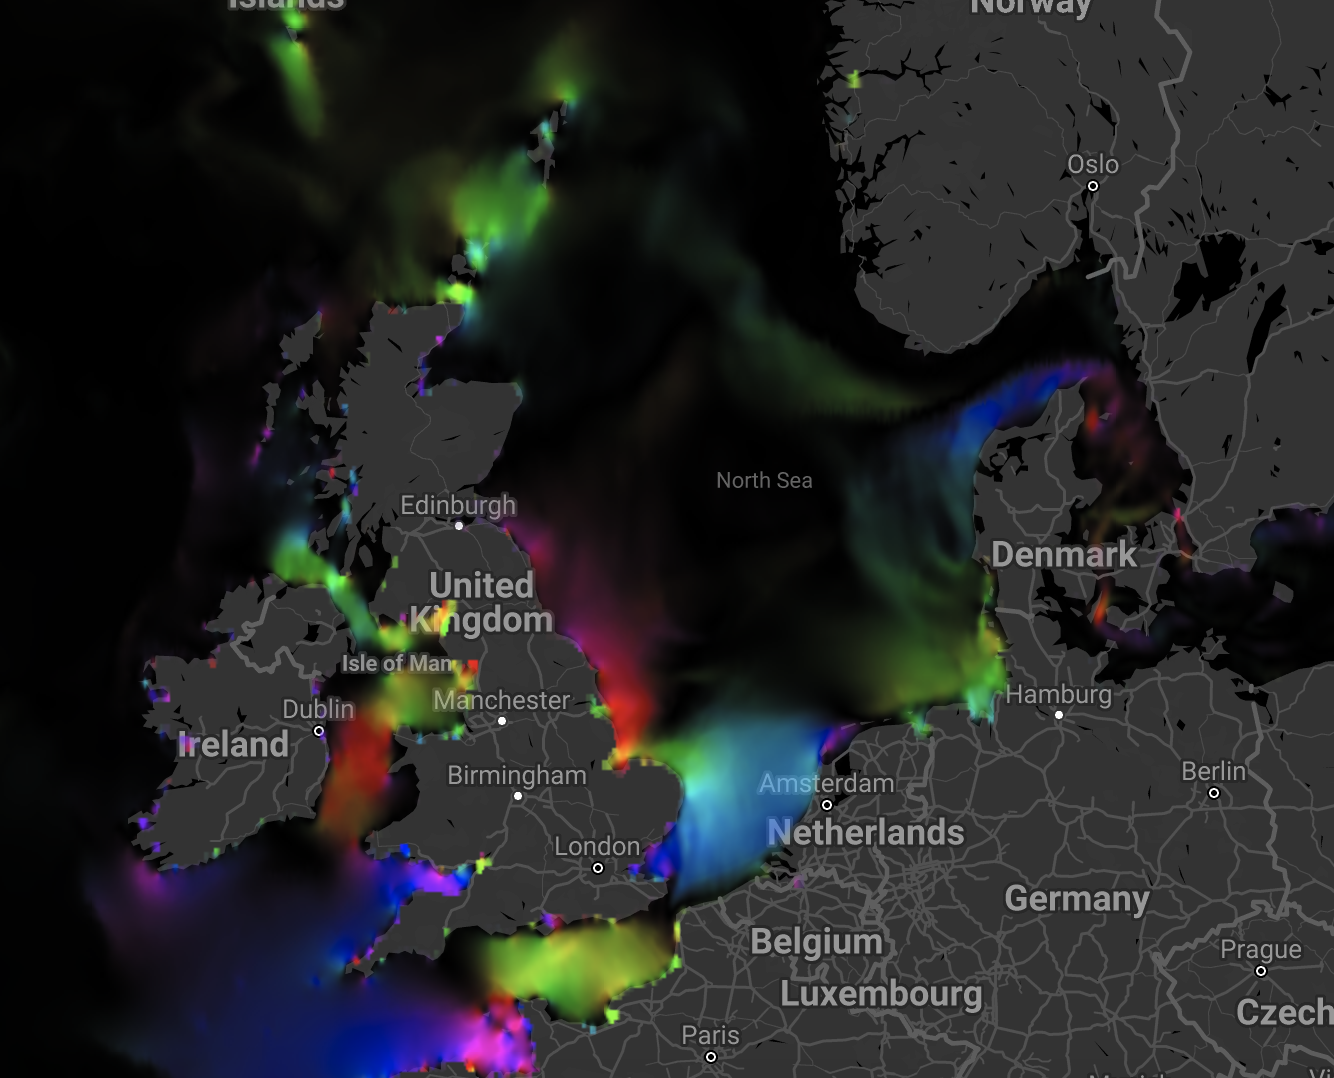 Islands
Norway
Oslo
North Sea
Edinburgh
Denmark
United
Kingdom
Isle of Man
Hamburg
Manchester
Dublin
Ireland
Birmingham
Amsterdam
Berlin
Netherlands
London
Germany
Belgium
Prague
Luxembourg
Czech
Paris